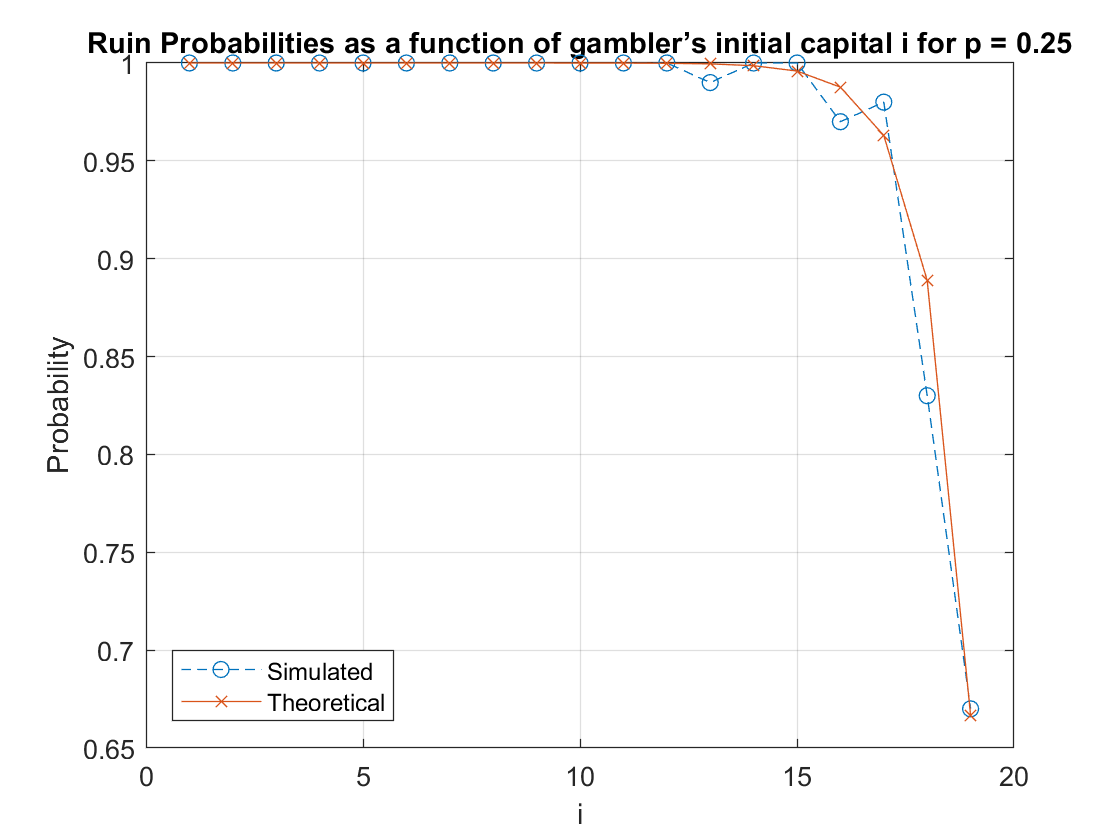 Ruin Probabilities as a function of gambler’s initial capital i for p = 0.25
1
0.95
0.9
0.85
0.8
0.75
0.7
0.65
Probability
Simulated
Theoretical
0 5 10 15 20
i